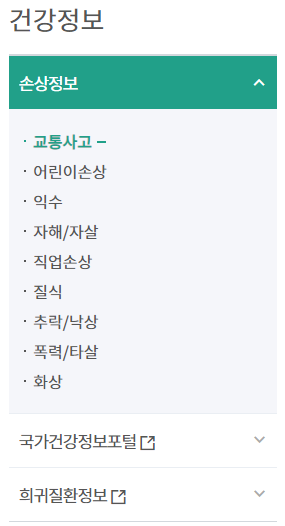 건강정보
손상정보
· 교통사고 –
· 어린이손상
· 익수
· 자해/자살
· 직업손상
· 질식
· 추락/낙상
· 폭력/타살
· 화상
국가건강정보포털
희귀질환정보